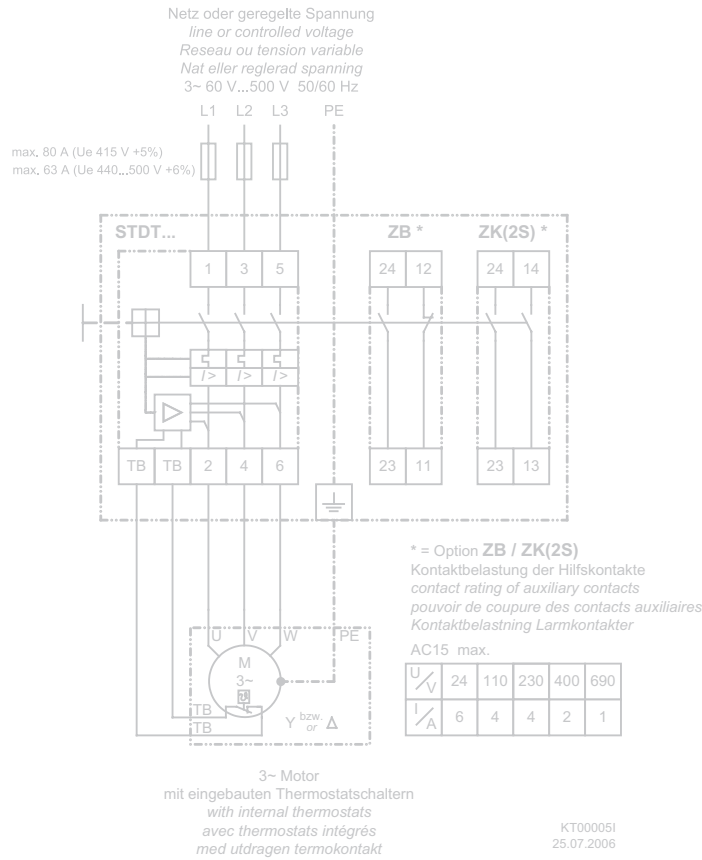 Netz oder geregelte Spannung
line or controlled voltage
Reseau ou tension variable
Nat eller reglerad spanning
3~ 60 V...500 V 50/60 Hz
L1 L2 L3 PE
max. 80 A (Ue 415 V +5%)
max. 63 A (Ue 440...500 V +6%)
STDT... ZB * ZK(2S) *
1 3 5 24 12 24 14
I> I> I>
TB TB 2 4 6 23 11 23 13
* = Option ZB / ZK(2S)
Kontaktbelastung der Hilfskontakte
contact rating of auxiliary contacts
pouvoir de coupure des contacts auxiliaires
Kontaktbelastning Larmkontakter
AC15 max.
U/V 24 110 230 400 690
I/A 6 4 4 2 1
U V W PE
M
3~
TB
TB
Y bzw. or Δ
3~ Motor
mit eingebauten Thermostatschaltern
with internal thermostats
avec thermostats intégrés
med utdragen termokontakt
KT00005I
25.07.2006